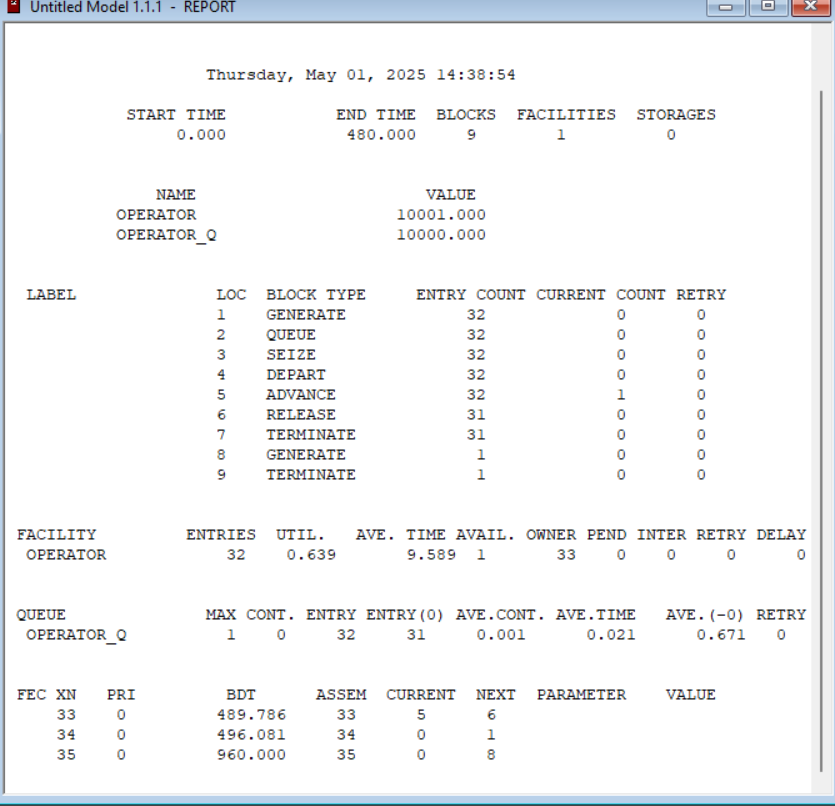 Untitled Model 1.1.1 - REPORT
Thursday, May 01, 2025 14:38:54
START TIME END TIME BLOCKS FACILITIES STORAGES
0.000 480.000 9 1 0
NAME VALUE
OPERATOR 10001.000
OPERATOR_Q 10000.000
LABEL LOC BLOCK TYPE ENTRY COUNT CURRENT COUNT RETRY
1 GENERATE 32 0 0
2 QUEUE 32 0 0
3 SEIZE 32 0 0
4 DEPART 32 0 0
5 ADVANCE 32 1 0
6 RELEASE 31 0 0
7 TERMINATE 31 0 0
8 GENERATE 1 0 0
9 TERMINATE 1 0 0
FACILITY ENTRIES UTIL. AVE. TIME AVAIL. OWNER PEND INTER RETRY DELAY
OPERATOR 32 0.639 9.589 1 33 0 0 0 0
QUEUE MAX CONT. ENTRY ENTRY(0) AVE.CONT. AVE.TIME AVE.(-0) RETRY
OPERATOR_Q 1 0 32 31 0.001 0.021 0.671 0
FEC XN PRI BDT ASSEM CURRENT NEXT PARAMETER VALUE
33 0 489.786 33 5 6
34 0 496.081 34 0 1
35 0 960.000 35 0 8